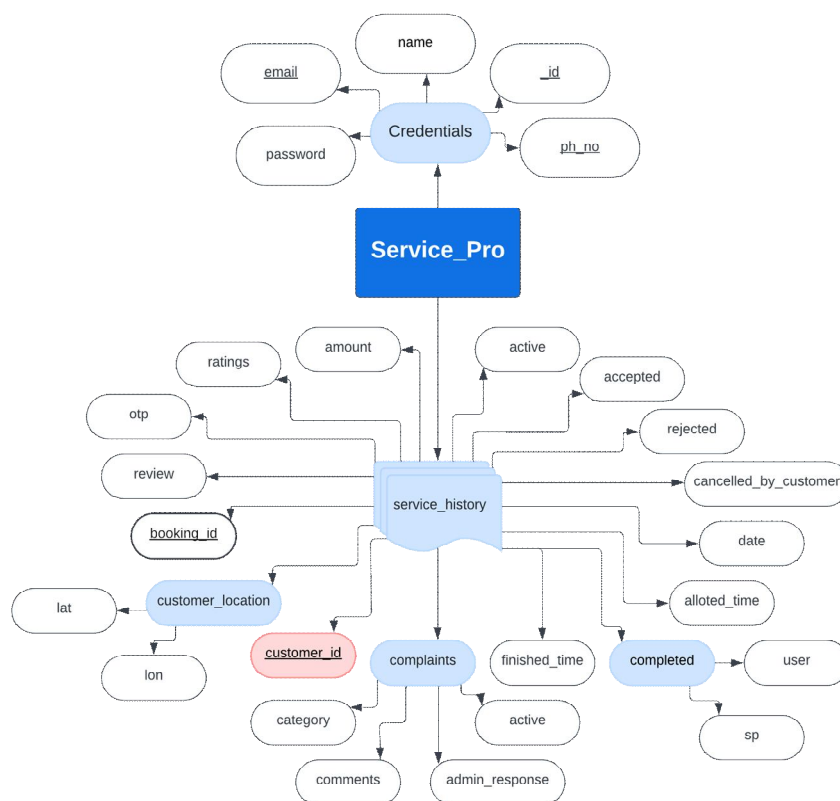 name
email
_id
Credentials
password
ph_no
Service_Pro
amount
active
ratings
accepted
otp
rejected
review
cancelled_by_customer
service_history
booking_id
date
customer_location
alloted_time
lat
customer_id
complaints
finished_time
completed
user
lon
category
active
sp
comments
admin_response